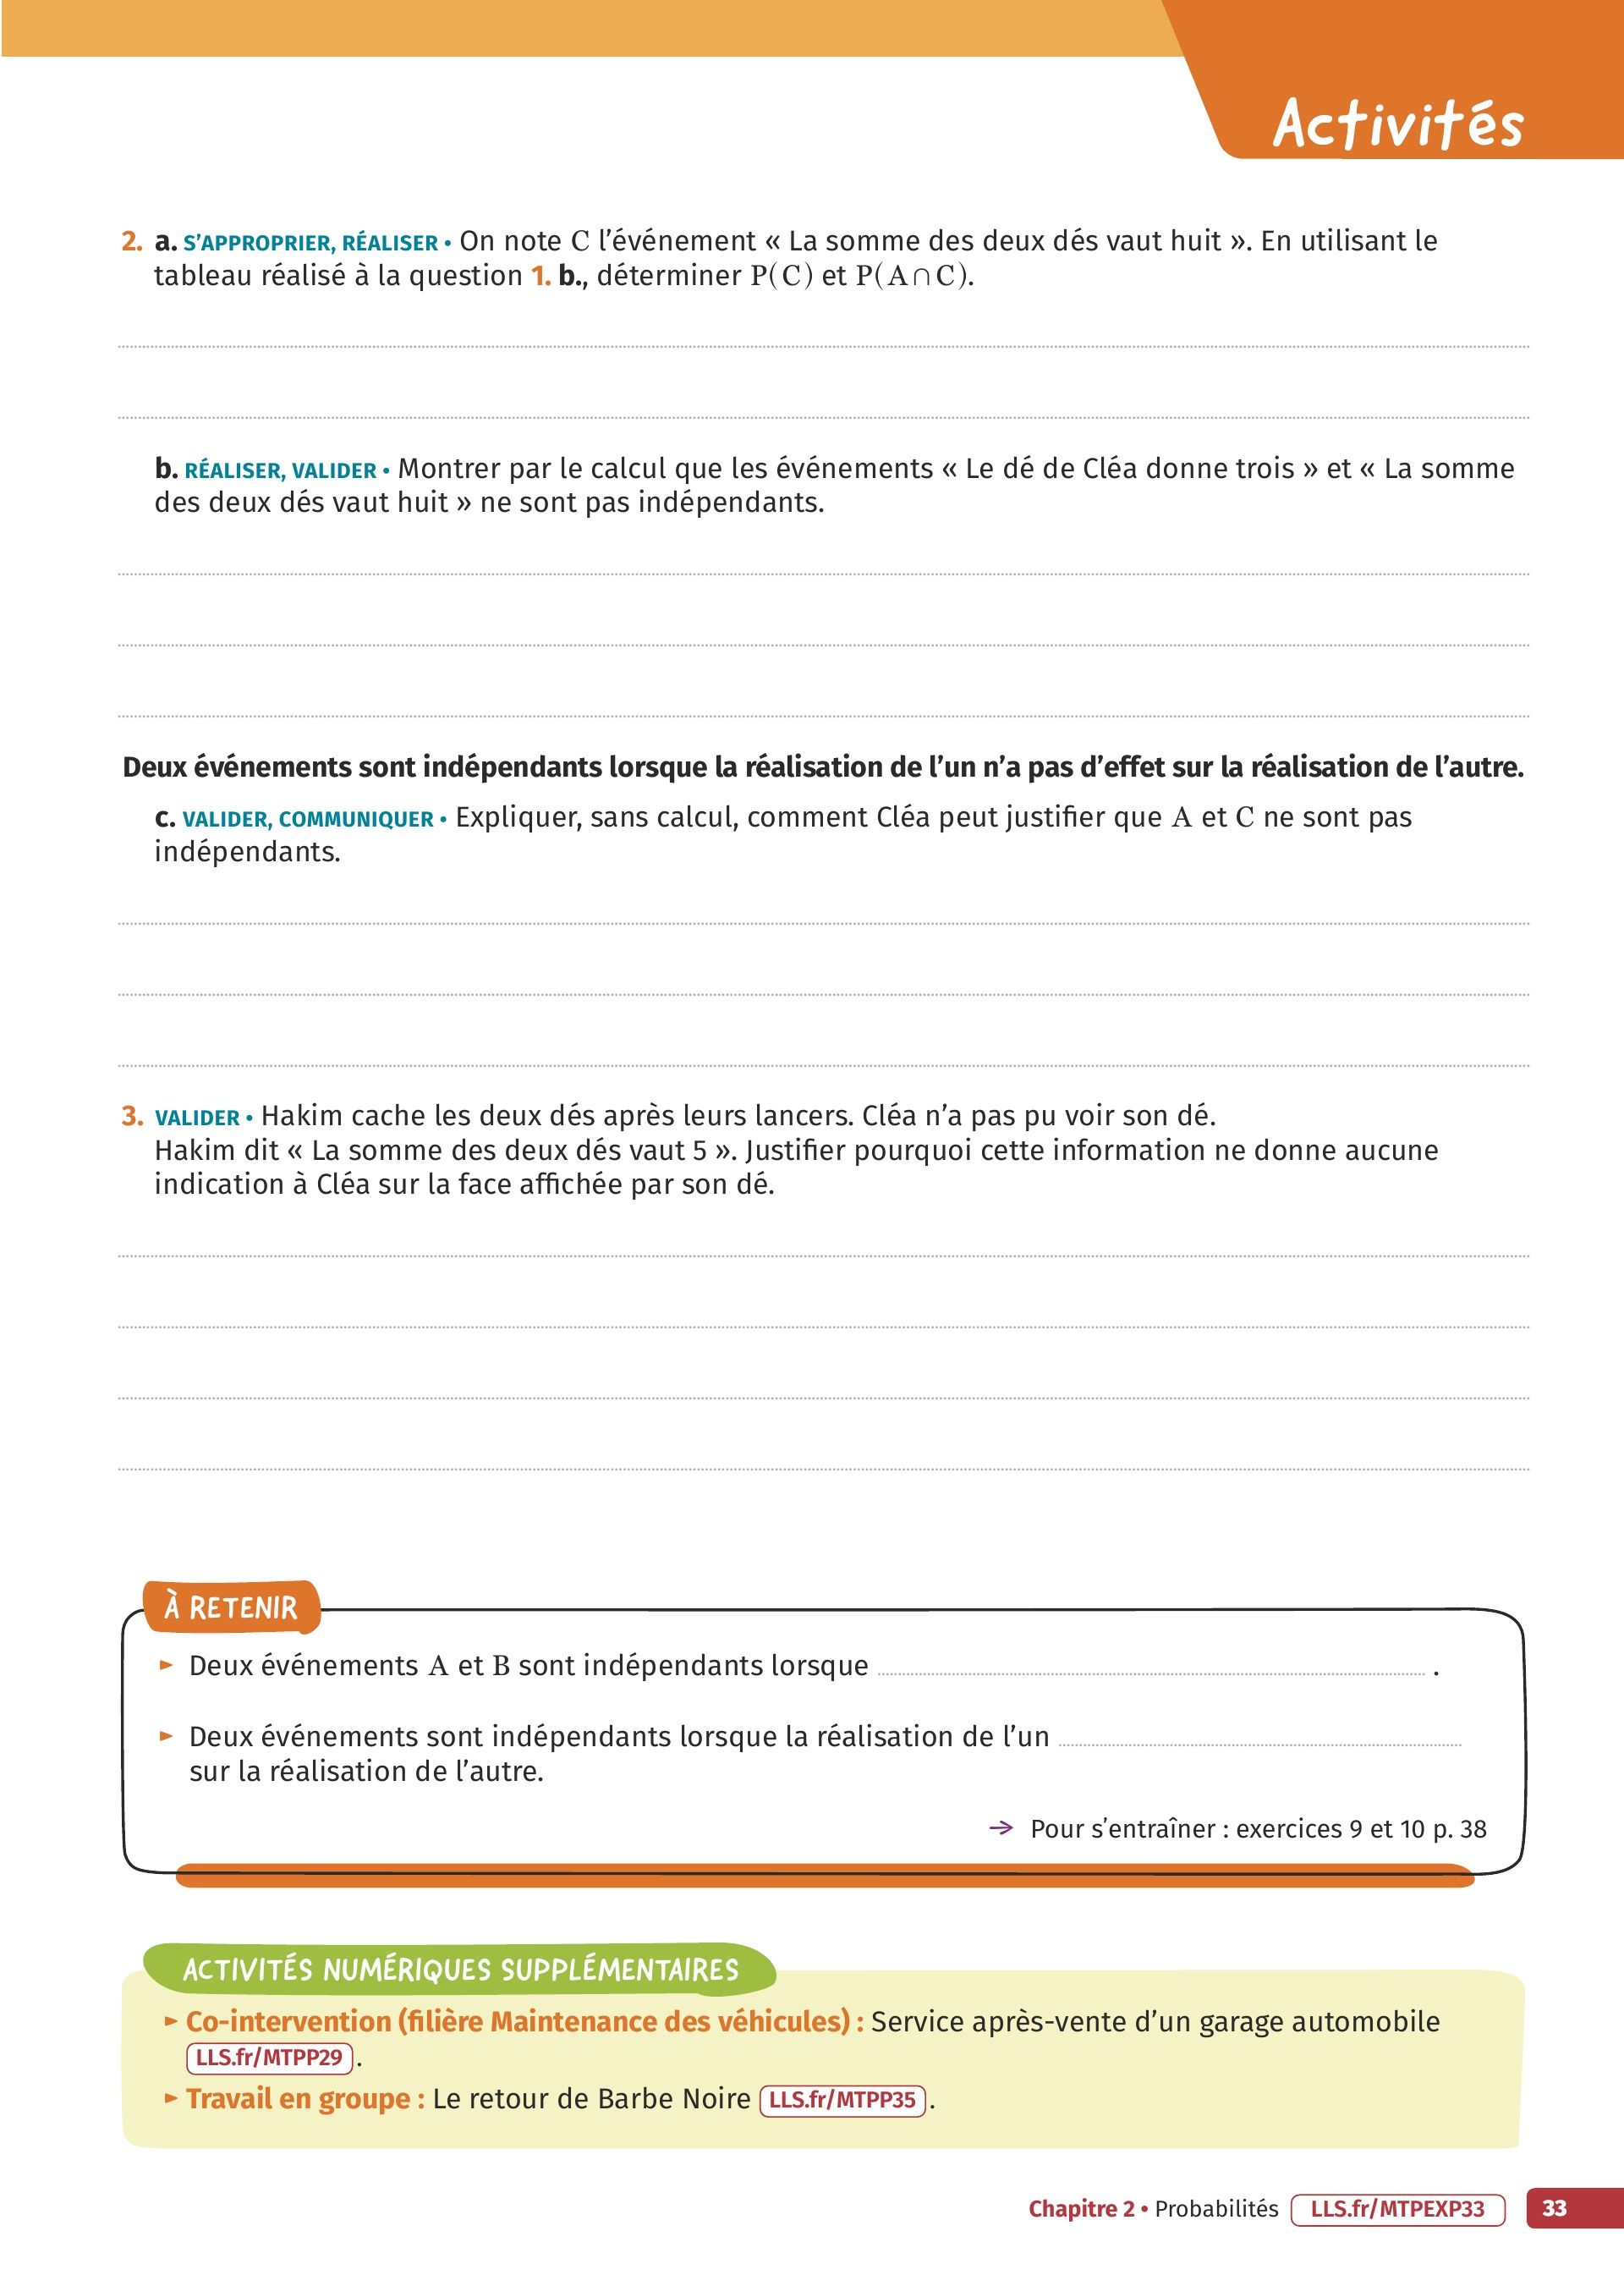 Activités
2. a. S'APPROPRIER, RÉALISER • On note C l'événement « La somme des deux dés vaut huit ». En utilisant le
tableau réalisé à la question 1. b., déterminer P(C) et P(A∩C).
b. RÉALISER, VALIDER • Montrer par le calcul que les événements « Le dé de Cléa donne trois » et « La somme
des deux dés vaut huit » ne sont pas indépendants.
Deux événements sont indépendants lorsque la réalisation de l'un n'a pas d'effet sur la réalisation de l'autre.
c. VALIDER, COMMUNIQUER • Expliquer, sans calcul, comment Cléa peut justifier que A et C ne sont pas
indépendants.
3. VALIDER • Hakim cache les deux dés après leurs lancers. Cléa n'a pas pu voir son dé.
Hakim dit « La somme des deux dés vaut 5 ». Justifier pourquoi cette information ne donne aucune
indication à Cléa sur la face affichée par son dé.
À RETENIR
► Deux événements A et B sont indépendants lorsque .
► Deux événements sont indépendants lorsque la réalisation de l'un
sur la réalisation de l'autre.
→ Pour s'entraîner : exercices 9 et 10 p. 38
ACTIVITÉS NUMÉRIQUES SUPPLÉMENTAIRES
► Co-intervention (filière Maintenance des véhicules) : Service après-vente d'un garage automobile
LLS.fr/MTPP29 .
► Travail en groupe : Le retour de Barbe Noire LLS.fr/MTPP35 .
Chapitre 2 • Probabilités LLS.fr/MTPEXP33 33